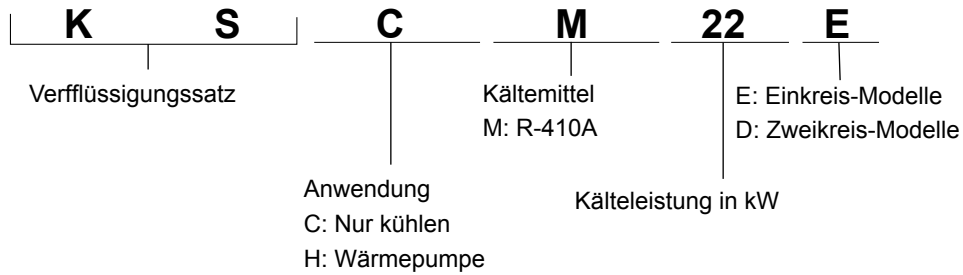 K S C M 22 E
Verfflüssigungssatz
Kältemittel
M: R-410A
E: Einkreis-Modelle
D: Zweikreis-Modelle
Anwendung
C: Nur kühlen
H: Wärmepumpe
Kälteleistung in kW